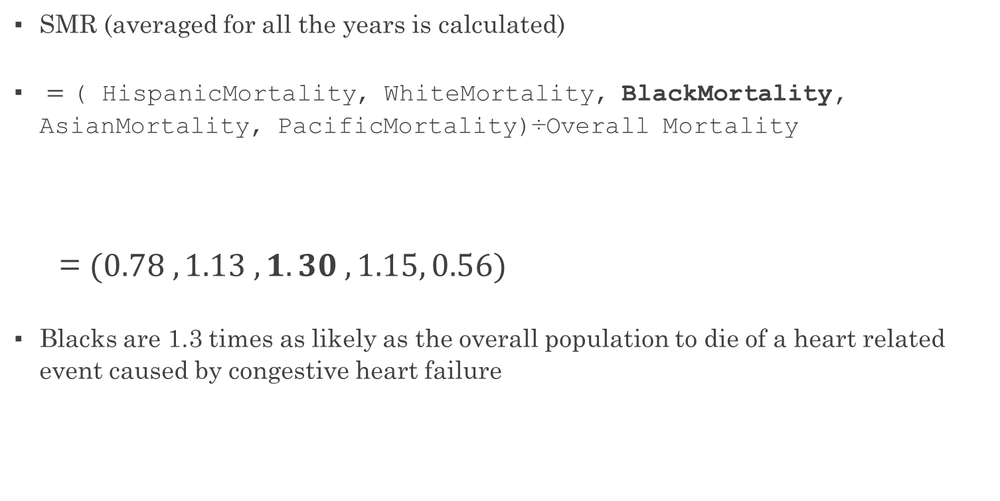 ▪ SMR (averaged for all the years is calculated)
▪ = ( HispanicMortality, WhiteMortality, BlackMortality,
AsianMortality, PacificMortality)÷Overall Mortality
= (0.78 , 1.13 , 1.30 , 1.15, 0.56)
▪ Blacks are 1.3 times as likely as the overall population to die of a heart related
event caused by congestive heart failure